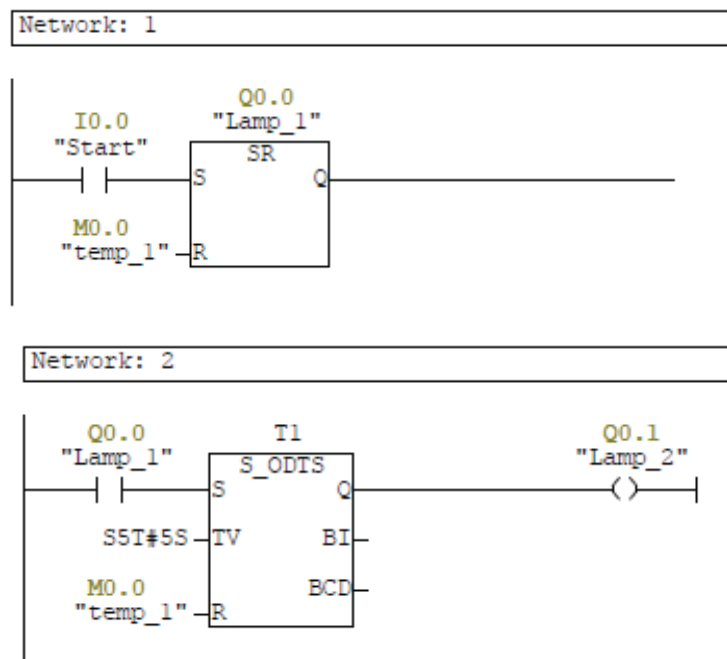 Network: 1
Q0.0
I0.0 "Lamp_1"
"Start" SR
S Q
M0.0
"temp_1" R
Network: 2
Q0.0 T1 Q0.1
"Lamp_1" S_ODTS "Lamp_2"
S Q
S5T#5S TV BI
M0.0 BCD
"temp_1" R